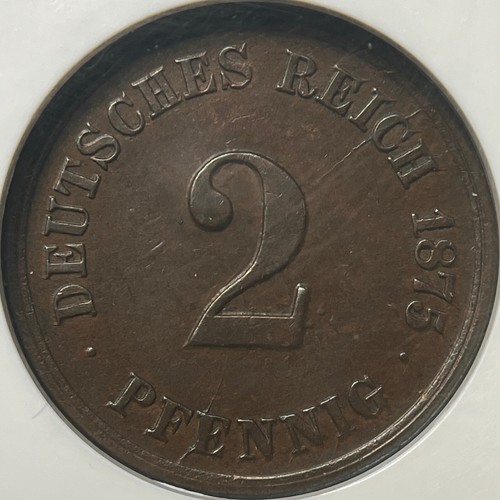 DEUTSCHES REICH 1875
2
· PFENNIG ·